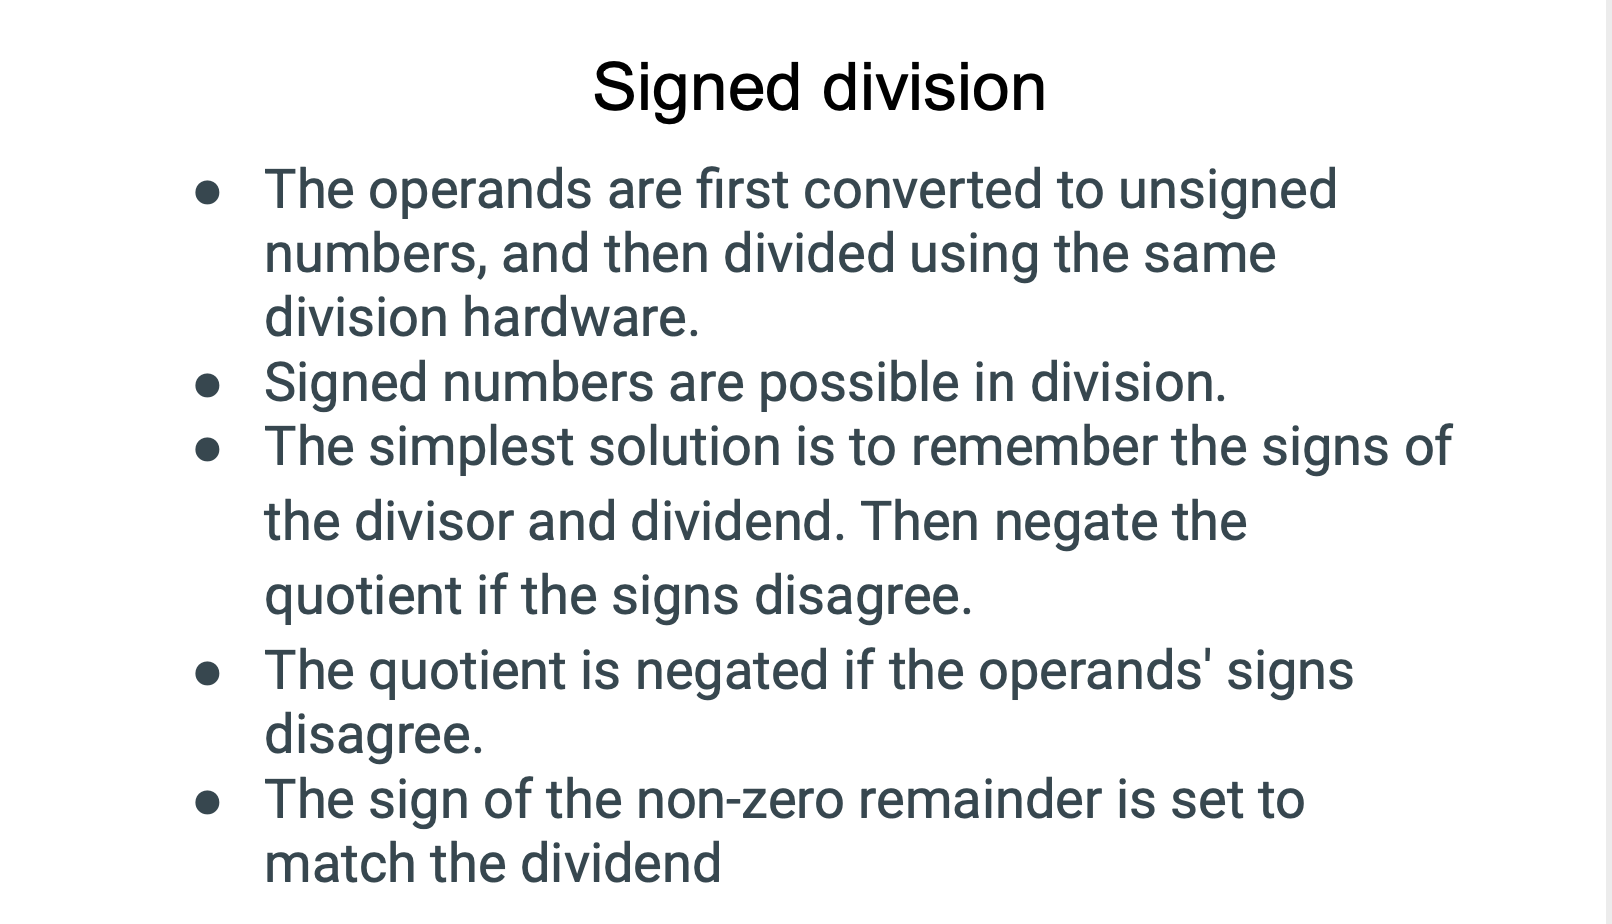 Signed division
● The operands are first converted to unsigned
numbers, and then divided using the same
division hardware.
● Signed numbers are possible in division.
● The simplest solution is to remember the signs of
the divisor and dividend. Then negate the
quotient if the signs disagree.
● The quotient is negated if the operands' signs
disagree.
● The sign of the non-zero remainder is set to
match the dividend